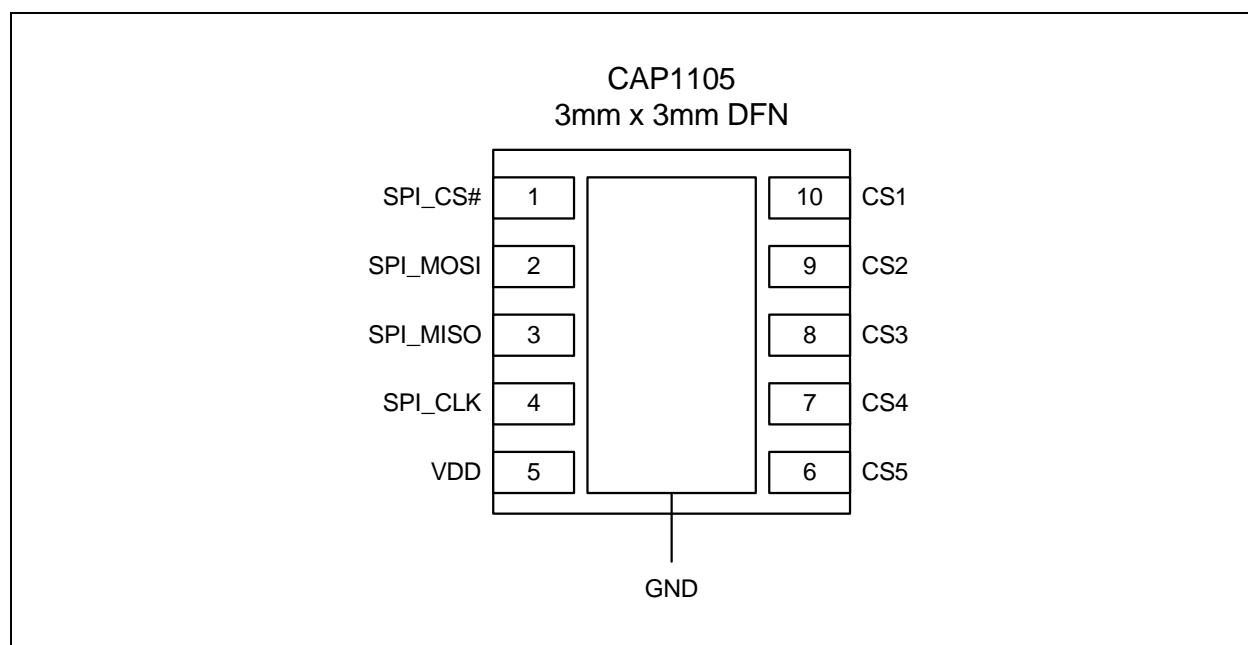 CAP1105
3mm x 3mm DFN
SPI_CS# 1 10 CS1
SPI_MOSI 2 9 CS2
SPI_MISO 3 8 CS3
SPI_CLK 4 7 CS4
VDD 5 6 CS5
GND